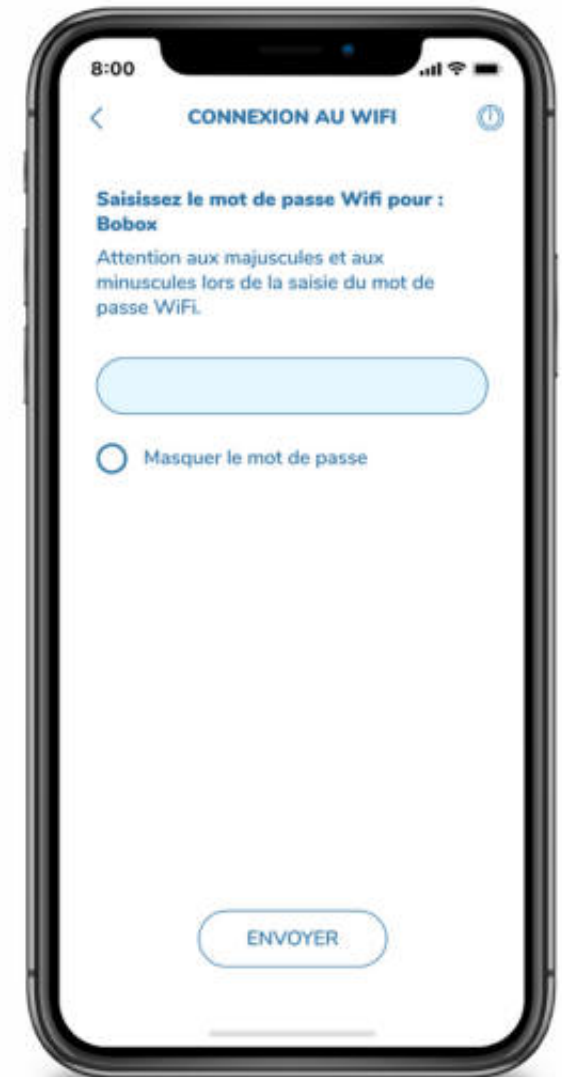 8:00
CONNEXION AU WIFI
Saisissez le mot de passe Wifi pour :
Bobox
Attention aux majuscules et aux
minuscules lors de la saisie du mot de
passe WiFi.
Masquer le mot de passe
ENVOYER